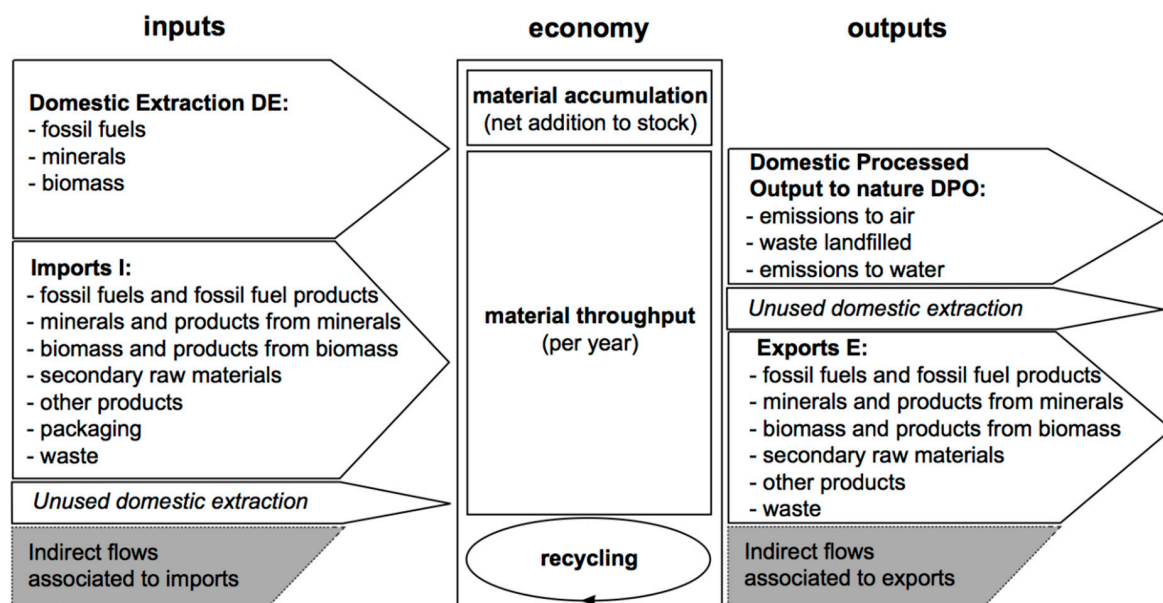 inputs
economy
outputs
Domestic Extraction DE:
- fossil fuels
- minerals
- biomass
Imports I:
- fossil fuels and fossil fuel products
- minerals and products from minerals
- biomass and products from biomass
- secondary raw materials
- other products
- packaging
- waste
Unused domestic extraction
Indirect flows
associated to imports
material accumulation
(net addition to stock)
material throughput
(per year)
recycling
Domestic Processed
Output to nature DPO:
- emissions to air
- waste landfilled
- emissions to water
Unused domestic extraction
Exports E:
- fossil fuels and fossil fuel products
- minerals and products from minerals
- biomass and products from biomass
- secondary raw materials
- other products
- waste
Indirect flows
associated to exports